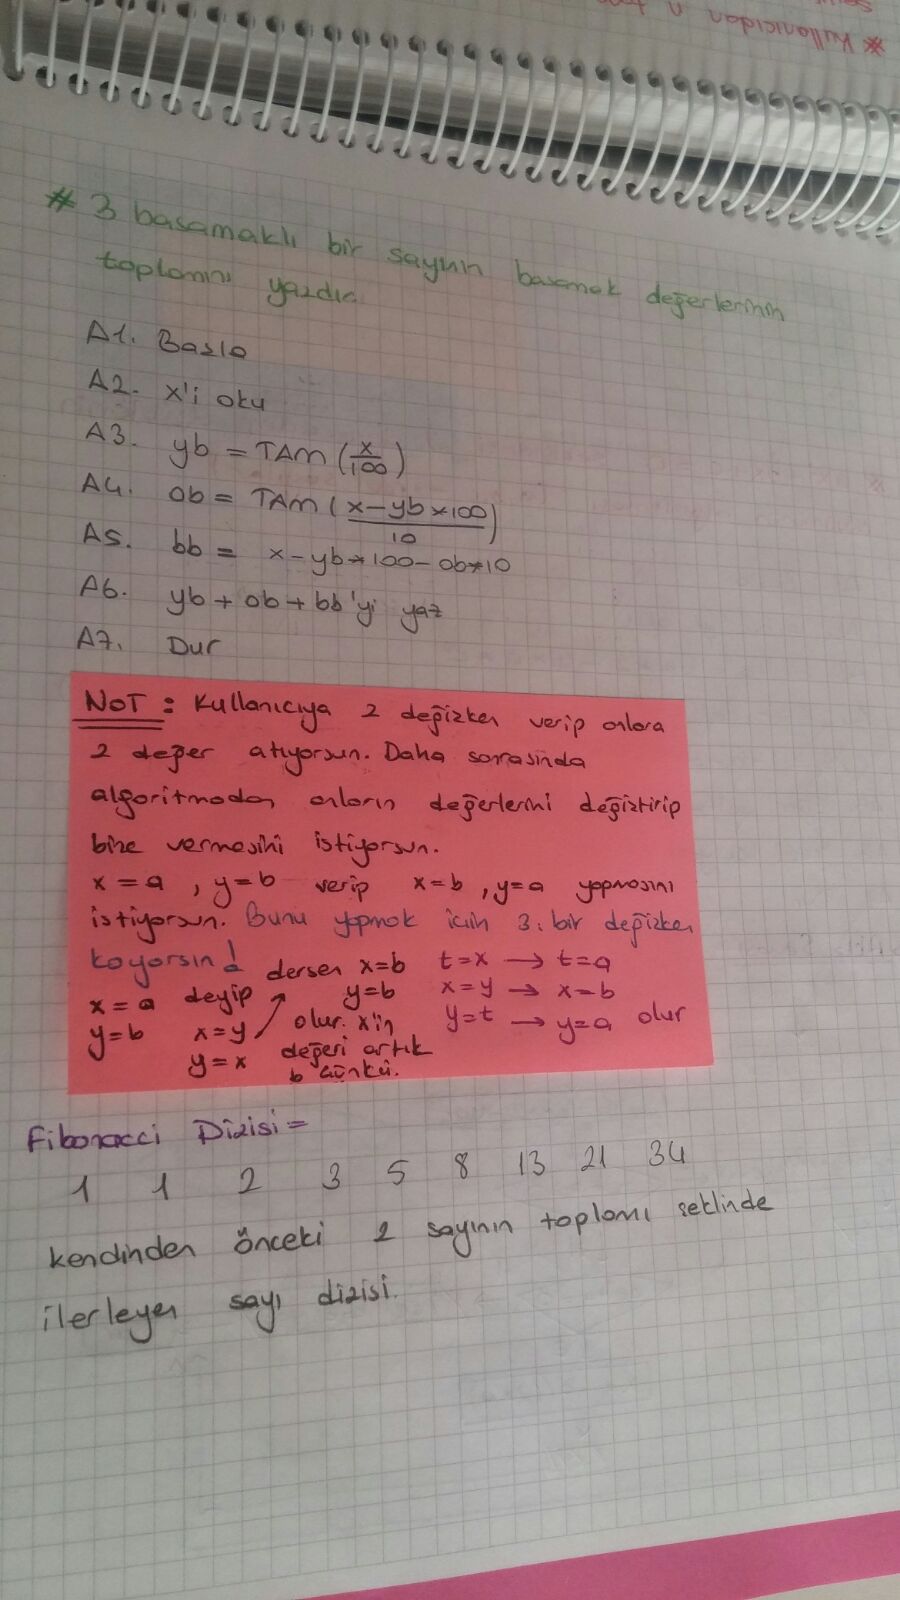 * Kullanıcıdan n
# 3 basamaklı bir sayının basamak değerlerinin
toplamını yazdır.
A1. Başla
A2. x'i oku
A3. yb = TAM (x/100)
A4. ob = TAM ((x-yb*100)/10)
A5. bb = x-yb*100-ob*10
A6. yb + ob + bb'yi yaz
A7. Dur
NOT : Kullanıcıya 2 değişken verip onlara
2 değer atıyorsun. Daha sonrasında
algoritmadan onların değerlerini değiştirip
bize vermesini istiyorsun.
x = a , y = b verip x = b , y = a yapmasını
istiyorsun. Bunu yapmak için 3. bir değişken
koyarsın!
x = a deyip dersen x=b
y=b x=y ↗ y=b
y=x olur. x'in
değeri artık
b çünkü.
t=x → t=a
x=y → x=b
y=t → y=a olur
Fibonacci Dizisi =
1 1 2 3 5 8 13 21 34
kendinden önceki 2 sayının toplamı şeklinde
ilerleyen sayı dizisi.